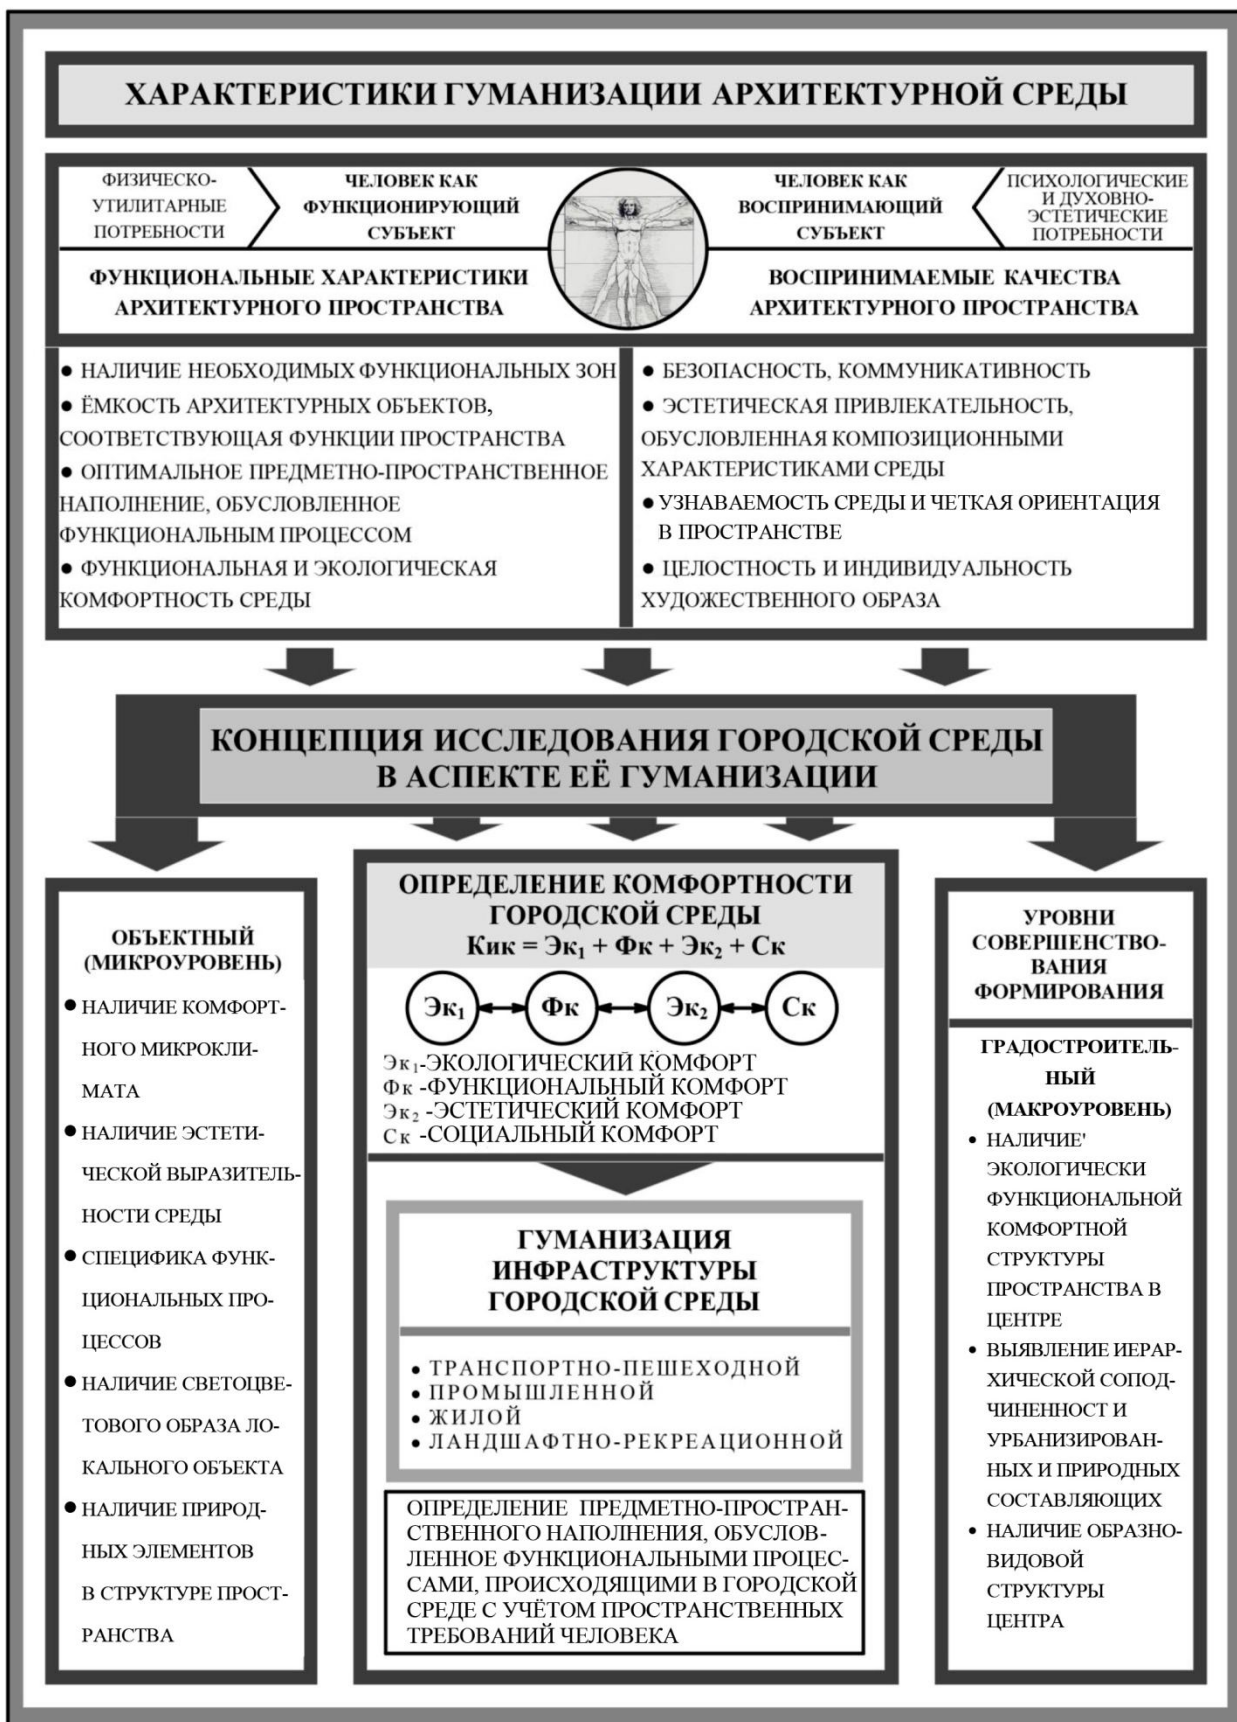 ХАРАКТЕРИСТИКИ ГУМАНИЗАЦИИ АРХИТЕКТУРНОЙ СРЕДЫ
ФИЗИЧЕСКО-
УТИЛИТАРНЫЕ
ПОТРЕБНОСТИ
ЧЕЛОВЕК КАК
ФУНКЦИОНИРУЮЩИЙ
СУБЪЕКТ
ЧЕЛОВЕК КАК
ВОСПРИНИМАЮЩИЙ
СУБЪЕКТ
ПСИХОЛОГИЧЕСКИЕ
И ДУХОВНО-
ЭСТЕТИЧЕСКИЕ
ПОТРЕБНОСТИ
ФУНКЦИОНАЛЬНЫЕ ХАРАКТЕРИСТИКИ
АРХИТЕКТУРНОГО ПРОСТРАНСТВА
ВОСПРИНИМАЕМЫЕ КАЧЕСТВА
АРХИТЕКТУРНОГО ПРОСТРАНСТВА
● НАЛИЧИЕ НЕОБХОДИМЫХ ФУНКЦИОНАЛЬНЫХ ЗОН
● ЁМКОСТЬ АРХИТЕКТУРНЫХ ОБЪЕКТОВ,
СООТВЕТСТВУЮЩАЯ ФУНКЦИИ ПРОСТРАНСТВА
● ОПТИМАЛЬНОЕ ПРЕДМЕТНО-ПРОСТРАНСТВЕННОЕ
НАПОЛНЕНИЕ, ОБУСЛОВЛЕННОЕ
ФУНКЦИОНАЛЬНЫМ ПРОЦЕССОМ
● ФУНКЦИОНАЛЬНАЯ И ЭКОЛОГИЧЕСКАЯ
КОМФОРТНОСТЬ СРЕДЫ
● БЕЗОПАСНОСТЬ, КОММУНИКАТИВНОСТЬ
● ЭСТЕТИЧЕСКАЯ ПРИВЛЕКАТЕЛЬНОСТЬ,
ОБУСЛОВЛЕННАЯ КОМПОЗИЦИОННЫМИ
ХАРАКТЕРИСТИКАМИ СРЕДЫ
● УЗНАВАЕМОСТЬ СРЕДЫ И ЧЕТКАЯ ОРИЕНТАЦИЯ
В ПРОСТРАНСТВЕ
● ЦЕЛОСТНОСТЬ И ИНДИВИДУАЛЬНОСТЬ
ХУДОЖЕСТВЕННОГО ОБРАЗА
КОНЦЕПЦИЯ ИССЛЕДОВАНИЯ ГОРОДСКОЙ СРЕДЫ
В АСПЕКТЕ ЕЁ ГУМАНИЗАЦИИ
ОБЪЕКТНЫЙ
(МИКРОУРОВЕНЬ)
● НАЛИЧИЕ КОМФОРТ-
НОГО МИКРОКЛИ-
МАТА
● НАЛИЧИЕ ЭСТЕТИ-
ЧЕСКОЙ ВЫРАЗИТЕЛЬ-
НОСТИ СРЕДЫ
● СПЕЦИФИКА ФУНК-
ЦИОНАЛЬНЫХ ПРО-
ЦЕССОВ
● НАЛИЧИЕ СВЕТОЦВЕ-
ТОВОГО ОБРАЗА ЛО-
КАЛЬНОГО ОБЪЕКТА
● НАЛИЧИЕ ПРИРОД-
НЫХ ЭЛЕМЕНТОВ
В СТРУКТУРЕ ПРОСТ-
РАНСТВА
ОПРЕДЕЛЕНИЕ КОМФОРТНОСТИ
ГОРОДСКОЙ СРЕДЫ
Кик = Эк₁ + Фк + Эк₂ + Ск
Эк₁ Фк Эк₂ Ск
Эк₁-ЭКОЛОГИЧЕСКИЙ КОМФОРТ
Фк -ФУНКЦИОНАЛЬНЫЙ КОМФОРТ
Эк₂ -ЭСТЕТИЧЕСКИЙ КОМФОРТ
Ск -СОЦИАЛЬНЫЙ КОМФОРТ
ГУМАНИЗАЦИЯ
ИНФРАСТРУКТУРЫ
ГОРОДСКОЙ СРЕДЫ
● ТРАНСПОРТНО-ПЕШЕХОДНОЙ
● ПРОМЫШЛЕННОЙ
● ЖИЛОЙ
● ЛАНДШАФТНО-РЕКРЕАЦИОННОЙ
ОПРЕДЕЛЕНИЕ ПРЕДМЕТНО-ПРОСТРАН-
СТВЕННОГО НАПОЛНЕНИЯ, ОБУСЛОВ-
ЛЕННОЕ ФУНКЦИОНАЛЬНЫМИ ПРОЦЕС-
САМИ, ПРОИСХОДЯЩИМИ В ГОРОДСКОЙ
СРЕДЕ С УЧЁТОМ ПРОСТРАНСТВЕННЫХ
ТРЕБОВАНИЙ ЧЕЛОВЕКА
УРОВНИ
СОВЕРШЕНСТВО-
ВАНИЯ
ФОРМИРОВАНИЯ
ГРАДОСТРОИТЕЛЬ-
НЫЙ
(МАКРОУРОВЕНЬ)
• НАЛИЧИЕ'
ЭКОЛОГИЧЕСКИ
ФУНКЦИОНАЛЬНОЙ
КОМФОРТНОЙ
СТРУКТУРЫ
ПРОСТРАНСТВА В
ЦЕНТРЕ
• ВЫЯВЛЕНИЕ ИЕРАР-
ХИЧЕСКОЙ СОПОД-
ЧИНЕННОСТ И
УРБАНИЗИРОВАН-
НЫХ И ПРИРОДНЫХ
СОСТАВЛЯЮЩИХ
• НАЛИЧИЕ ОБРАЗНО-
ВИДОВОЙ
СТРУКТУРЫ
ЦЕНТРА